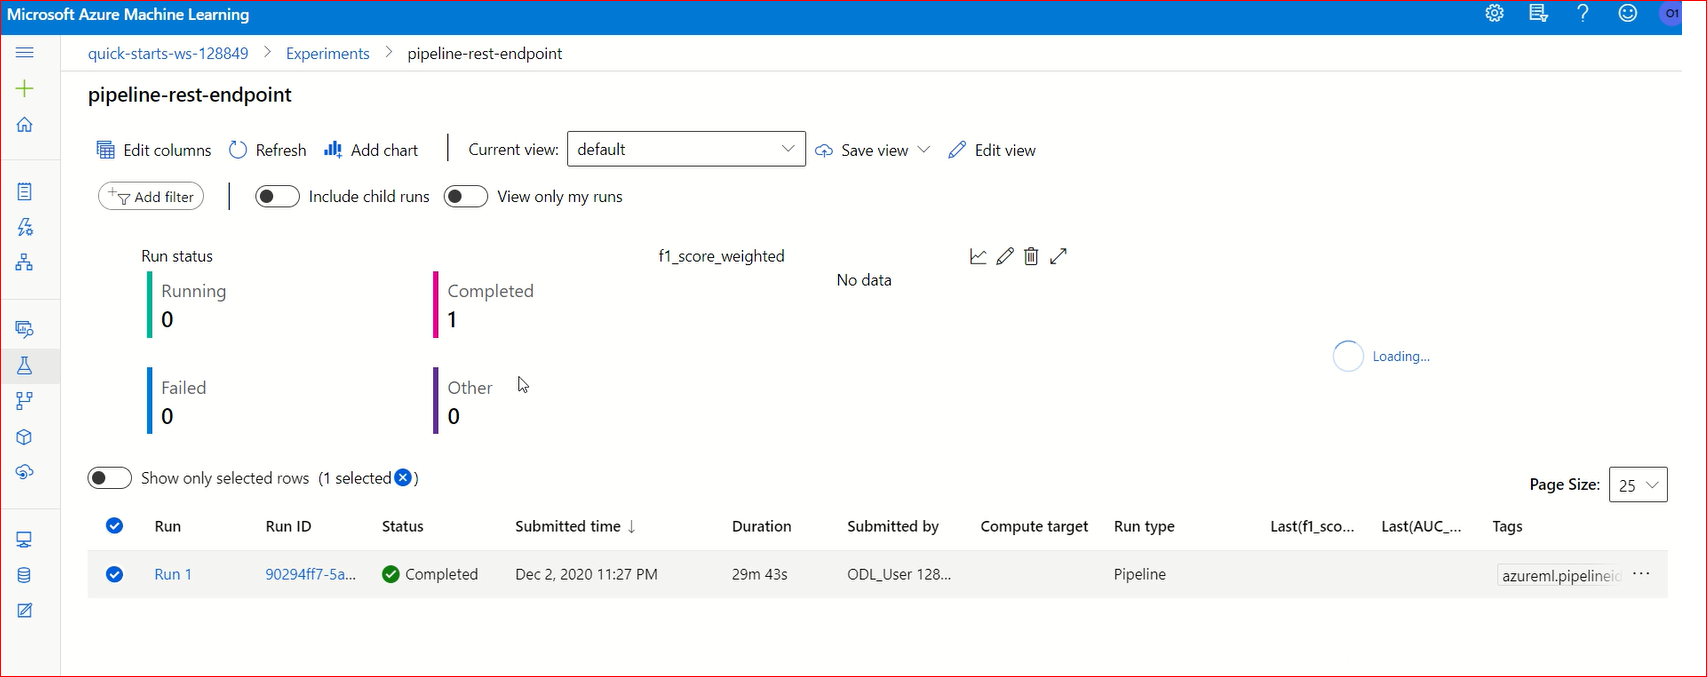 Microsoft Azure Machine Learning
O1
quick-starts-ws-128849 > Experiments > pipeline-rest-endpoint
pipeline-rest-endpoint
Edit columns Refresh Add chart Current view: default Save view Edit view
Add filter Include child runs View only my runs
Run status f1_score_weighted
No data
Running Completed
0 1
Loading...
Failed Other
0 0
Show only selected rows (1 selected )
Page Size: 25
Run Run ID Status Submitted time ↓ Duration Submitted by Compute target Run type Last(f1_sco... Last(AUC_... Tags
Run 1 90294ff7-5a... Completed Dec 2, 2020 11:27 PM 29m 43s ODL_User 128... Pipeline azureml.pipelineid ...